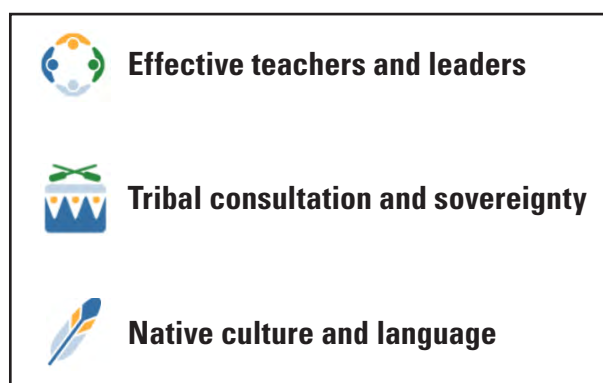 Effective teachers and leaders
Tribal consultation and sovereignty
Native culture and language